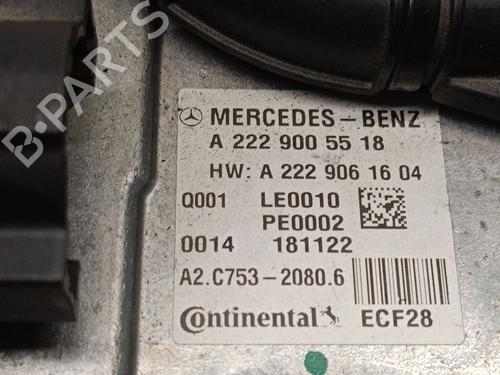 MERCEDES-BENZ
A 222 900 55 18
HW: A 222 906 16 04
Q001 LE0010
PE0002
0014 181122
A2.C753-2080.6
Continental ECF28
B-PARTS